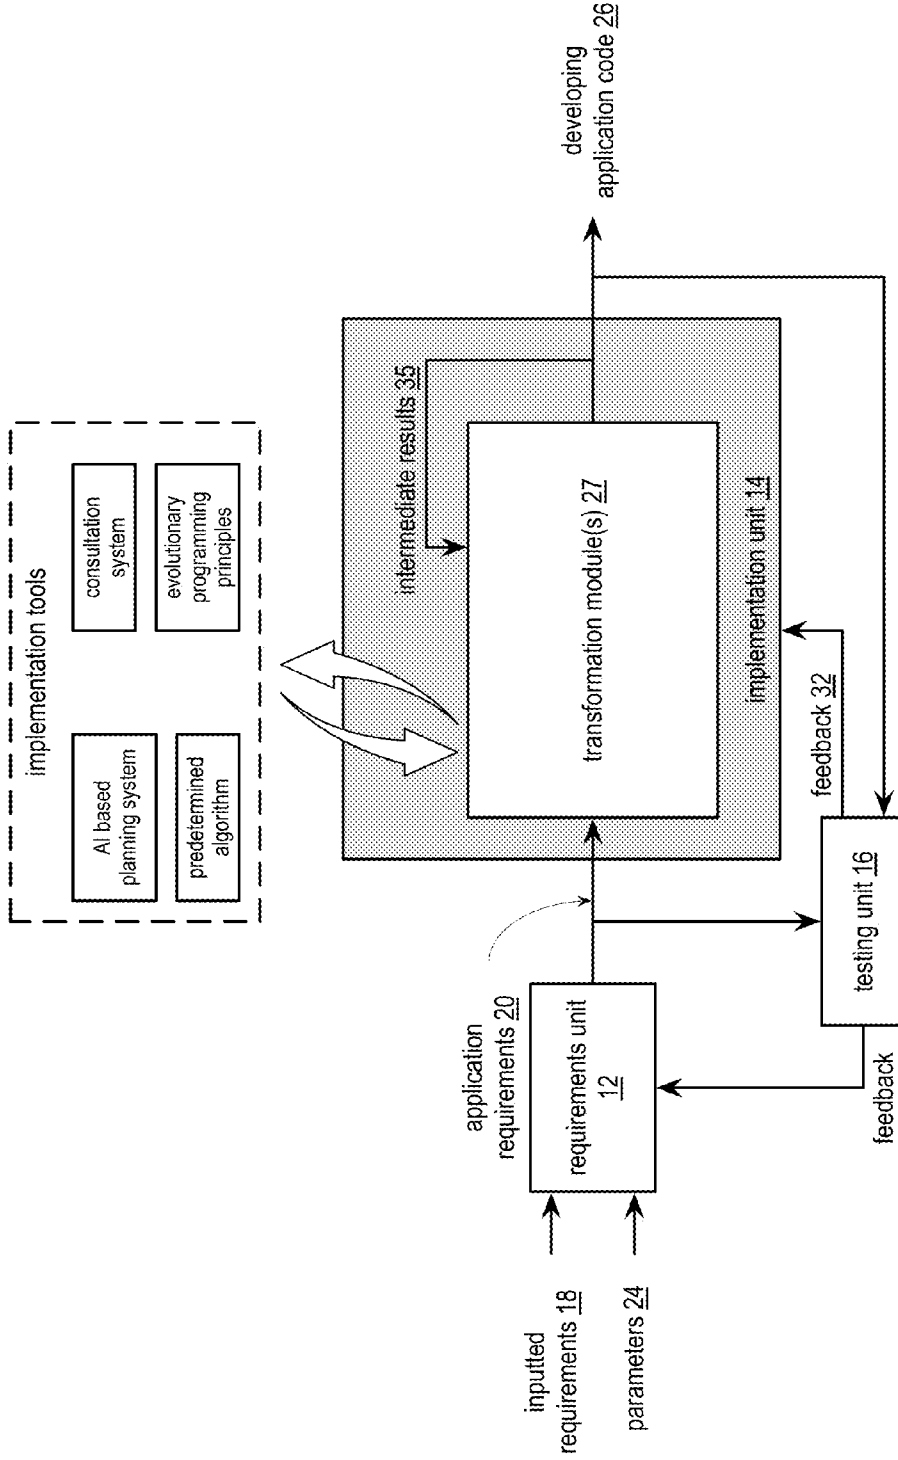 implementation tools
AI based
planning system
consultation
system
predetermined
algorithm
evolutionary
programming
principles
application
requirements 20
intermediate results 35
developing
application code 26
inputted
requirements 18
parameters 24
requirements unit
12
transformation module(s) 27
implementation unit 14
feedback 32
testing unit 16
feedback